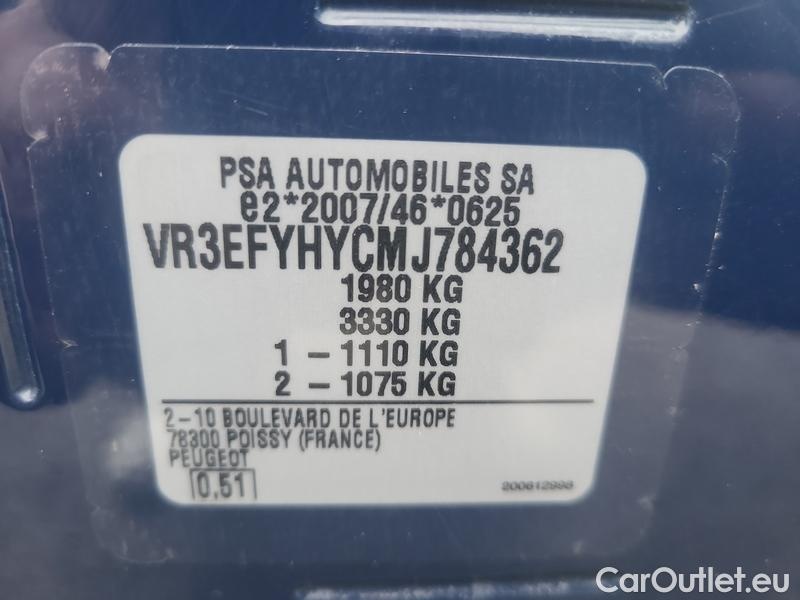 PSA AUTOMOBILES SA
e2*2007/46*0625
VR3EFYHYCMJ784362
1980 KG
3330 KG
1 - 1110 KG
2 - 1075 KG
2-10 BOULEVARD DE L'EUROPE
78300 POISSY (FRANCE)
PEUGEOT
0,51
200612998
CarOutlet.eu